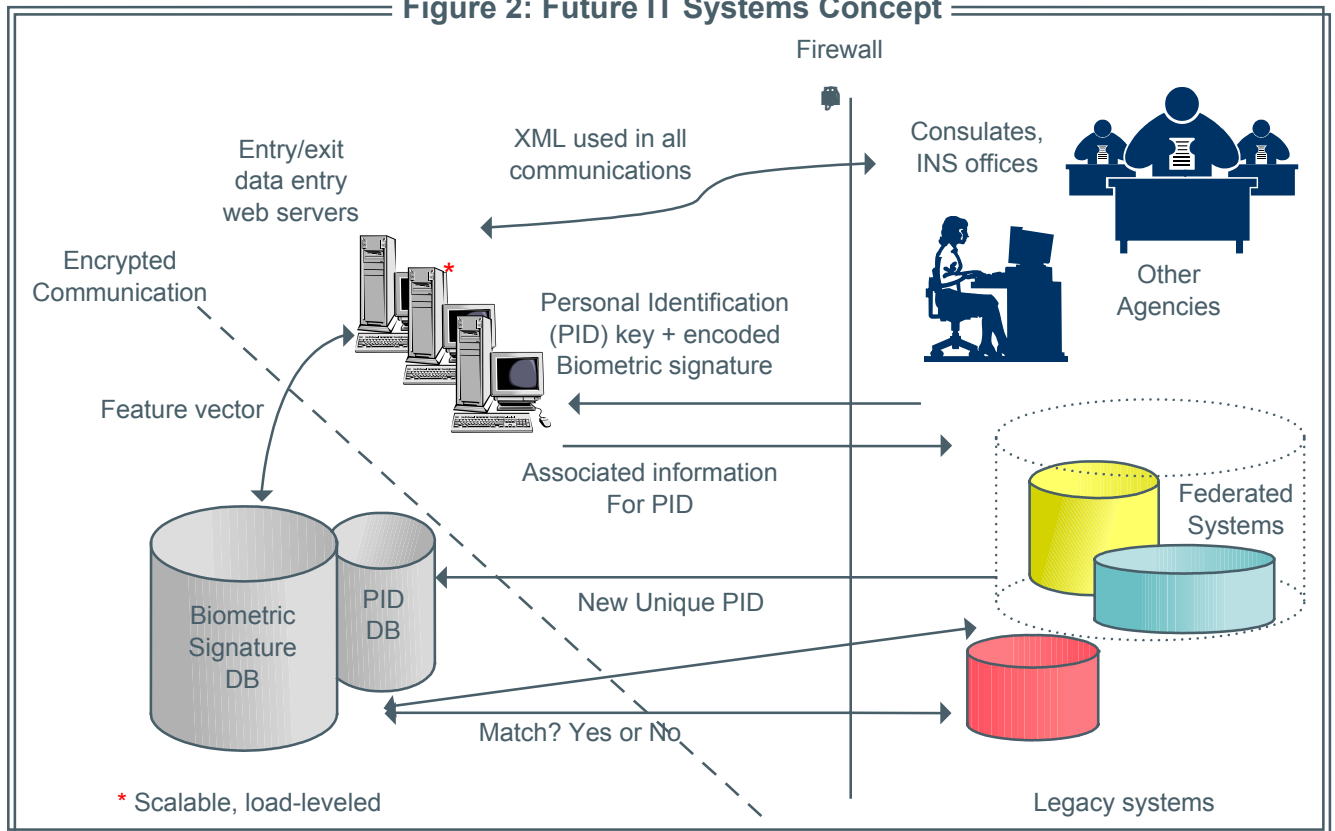 Figure 2: Future IT Systems Concept
Firewall
Entry/exit
data entry
web servers
XML used in all
communications
Consulates,
INS offices
Encrypted
Communication
Other
Agencies
Personal Identification
(PID) key + encoded
Biometric signature
Feature vector
Associated information
For PID
Federated
Systems
Biometric
Signature
DB
PID
DB
New Unique PID
Match? Yes or No
* Scalable, load-leveled
Legacy systems